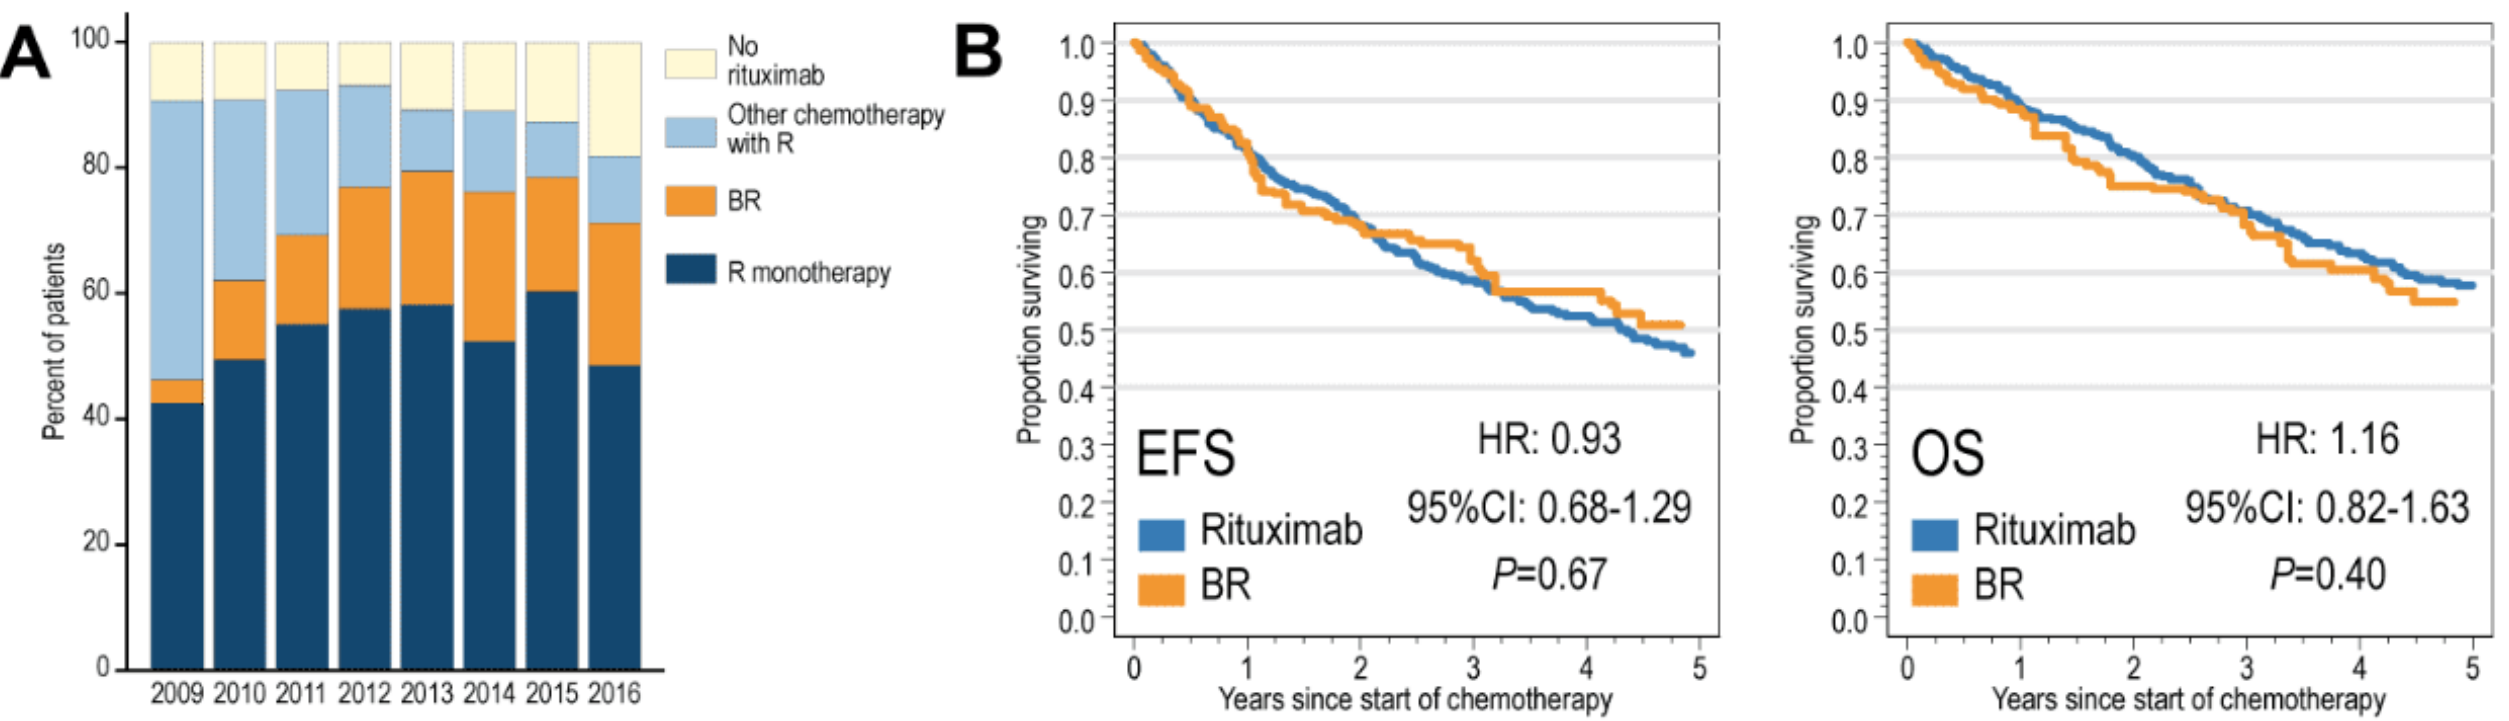 A
Percent of patients
100
80
60
40
20
0
2009 2010 2011 2012 2013 2014 2015 2016
No
rituximab
Other chemotherapy
with R
BR
R monotherapy
B
Proportion surviving
1.0
0.9
0.8
0.7
0.6
0.5
0.4
0.3
0.2
0.1
0.0
EFS
Rituximab
BR
HR: 0.93
95%CI: 0.68-1.29
P=0.67
0 1 2 3 4 5
Years since start of chemotherapy
Proportion surviving
1.0
0.9
0.8
0.7
0.6
0.5
0.4
0.3
0.2
0.1
0.0
OS
Rituximab
BR
HR: 1.16
95%CI: 0.82-1.63
P=0.40
0 1 2 3 4 5
Years since start of chemotherapy